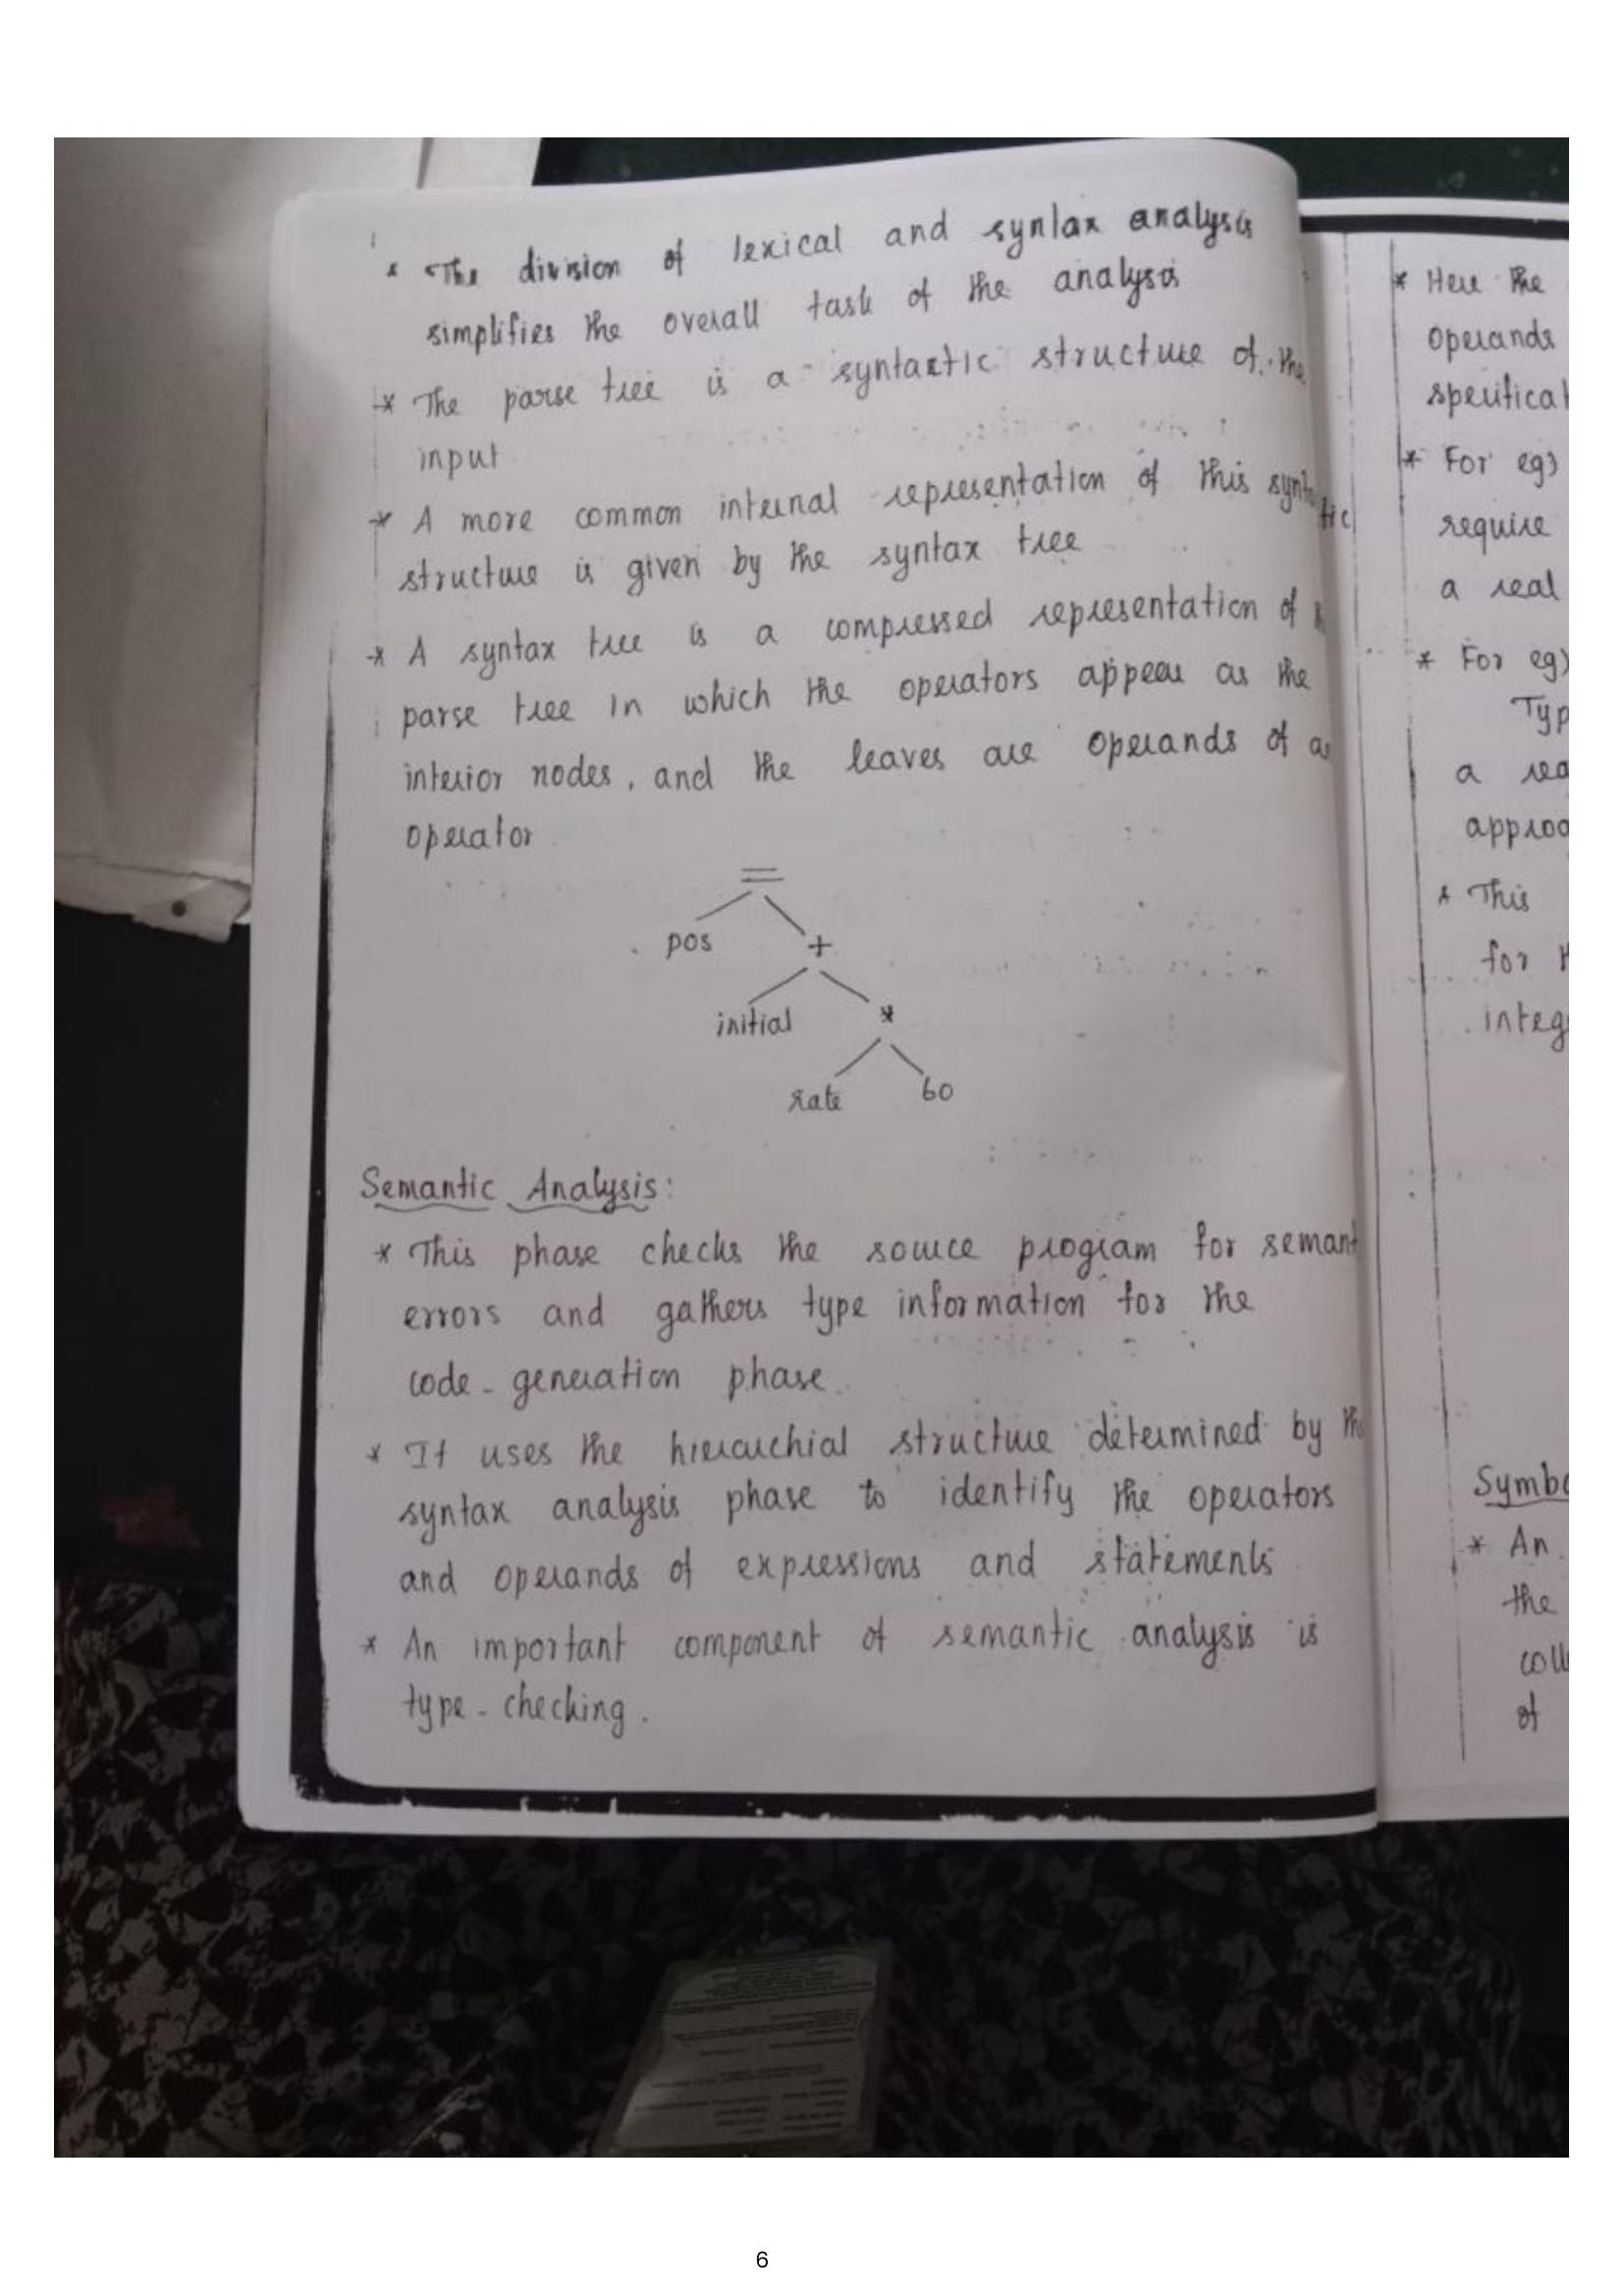 * The division of lexical and syntax analysis
simplifies the overall task of the analysis
* The parse tree is a syntactic structure of the
input
* A more common internal representation of this syntactic
structure is given by the syntax tree
* A syntax tree is a compressed representation of
parse tree in which the operators appear as the
interior nodes, and the leaves are operands of an
operator
=
pos +
initial *
rate 60
Semantic Analysis:
* This phase checks the source program for semant
errors and gathers type information for the
code-generation phase.
* It uses the hierarchial structure determined by the
syntax analysis phase to identify the operators
and operands of expressions and statements
* An important component of semantic analysis is
type-checking.
* Here the
operands
specificat
* For eg)
require
a real
* For eg)
Typ
a rea
approa
* This
for
integ
Symbo
* An
the
coll
of
6